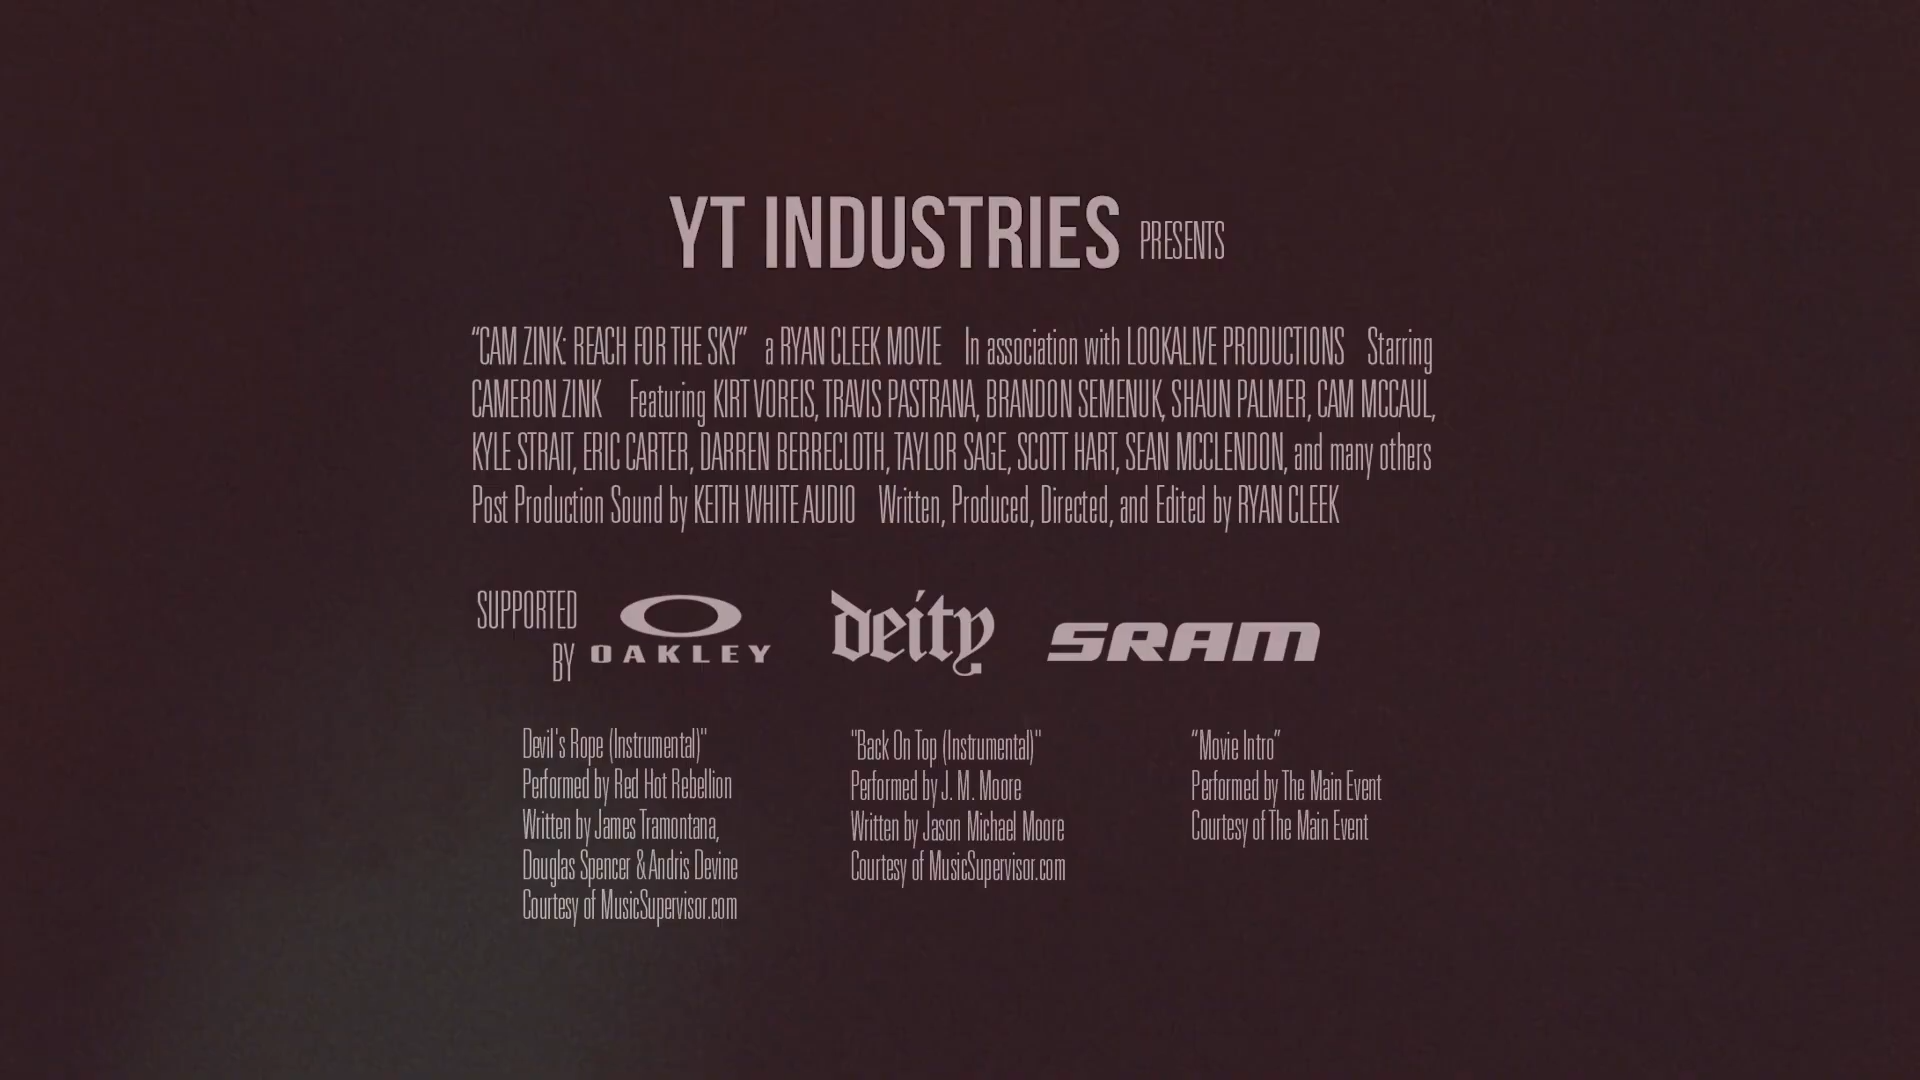 YT INDUSTRIES PRESENTS
“CAM ZINK: REACH FOR THE SKY” a RYAN CLEEK MOVIE In association with LOOKALIVE PRODUCTIONS Starring
CAMERON ZINK Featuring KIRT VOREIS, TRAVIS PASTRANA, BRANDON SEMENUK, SHAUN PALMER, CAM MCCAUL,
KYLE STRAIT, ERIC CARTER, DARREN BERRECLOTH, TAYLOR SAGE, SCOTT HART, SEAN MCCLENDON, and many others
Post Production Sound by KEITH WHITE AUDIO Written, Produced, Directed, and Edited by RYAN CLEEK
SUPPORTED
BY
OAKLEY
deity
SRAM
Devil's Rope (Instrumental)"
Performed by Red Hot Rebellion
Written by James Tramontana,
Douglas Spencer & Andris Devine
Courtesy of MusicSupervisor.com
"Back On Top (Instrumental)"
Performed by J. M. Moore
Written by Jason Michael Moore
Courtesy of MusicSupervisor.com
“Movie Intro”
Performed by The Main Event
Courtesy of The Main Event